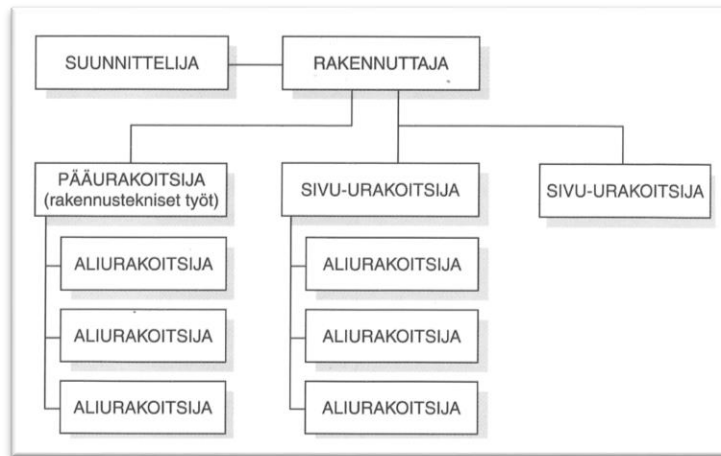 SUUNNITTELIJA
RAKENNUTTAJA
PÄÄURAKOITSIJA
(rakennustekniset työt)
SIVU-URAKOITSIJA
SIVU-URAKOITSIJA
ALIURAKOITSIJA
ALIURAKOITSIJA
ALIURAKOITSIJA
ALIURAKOITSIJA
ALIURAKOITSIJA
ALIURAKOITSIJA